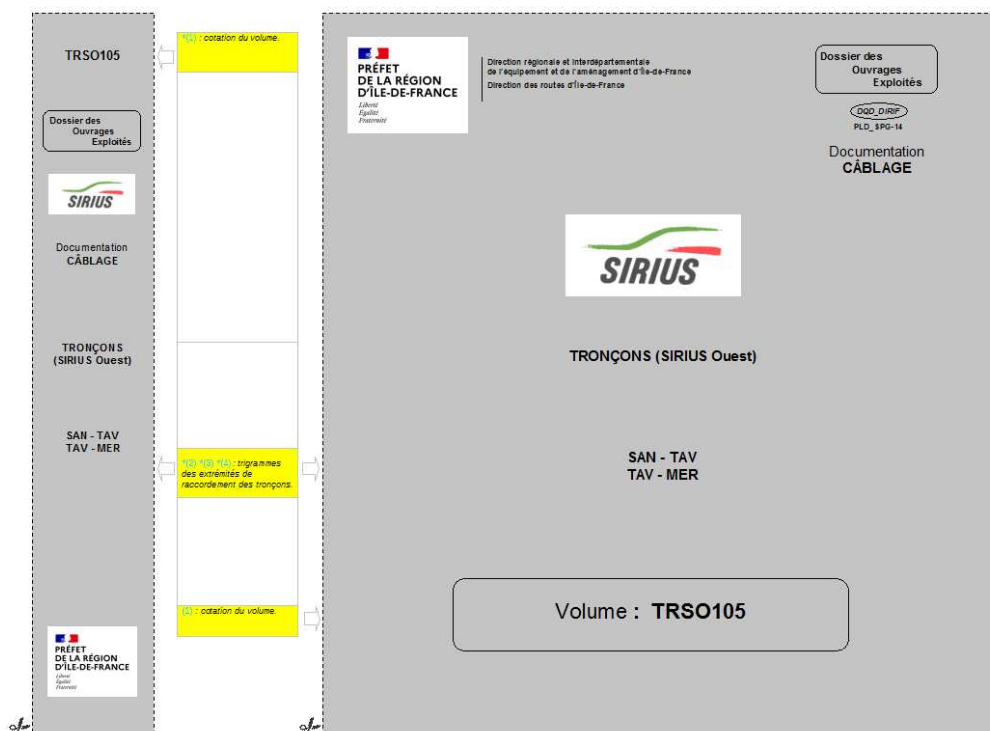 TRSO105
Dossier des
Ouvrages
Exploités
SIRIUS
Documentation
CÂBLAGE
TRONÇONS
(SIRIUS Ouest)
SAN - TAV
TAV - MER
PRÉFET
DE LA RÉGION
D'ÎLE-DE-FRANCE
Liberté
Égalité
Fraternité
*(1) : cotation du volume.
*(2) *(3) *(4) : trigrammes
des extrémités de
raccordement des tronçons.
(1) : cotation du volume.
PRÉFET
DE LA RÉGION
D'ÎLE-DE-FRANCE
Liberté
Égalité
Fraternité
Direction régionale et Interdépartementale
de l'équipement et de l'aménagement d'Île-de-France
Direction des routes d'Île-de-France
Dossier des
Ouvrages
Exploités
DQD_DIRIF
PLD_SPG-14
Documentation
CÂBLAGE
SIRIUS
TRONÇONS (SIRIUS Ouest)
SAN - TAV
TAV - MER
Volume : TRSO105